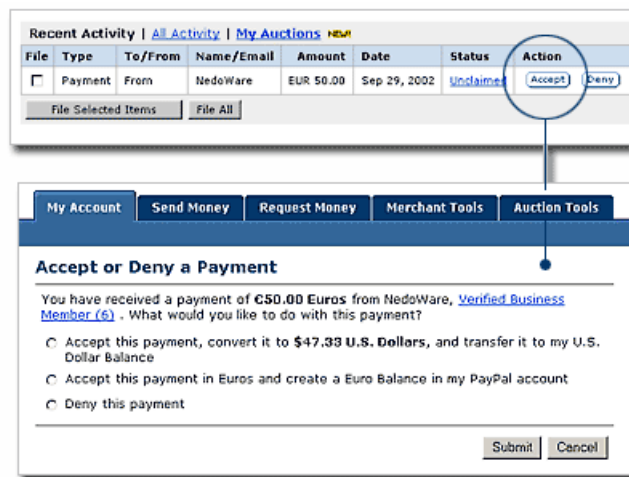 Recent Activity | All Activity | My Auctions NEW!
File Type To/From Name/Email Amount Date Status Action
Payment From NedoWare EUR 50.00 Sep 29, 2002 Unclaimed Accept Deny
File Selected Items File All
My Account Send Money Request Money Merchant Tools Auction Tools
Accept or Deny a Payment
You have received a payment of €50.00 Euros from NedoWare, Verified Business
Member (6) . What would you like to do with this payment?
Accept this payment, convert it to $47.33 U.S. Dollars, and transfer it to my U.S.
Dollar Balance
Accept this payment in Euros and create a Euro Balance in my PayPal account
Deny this payment
Submit Cancel